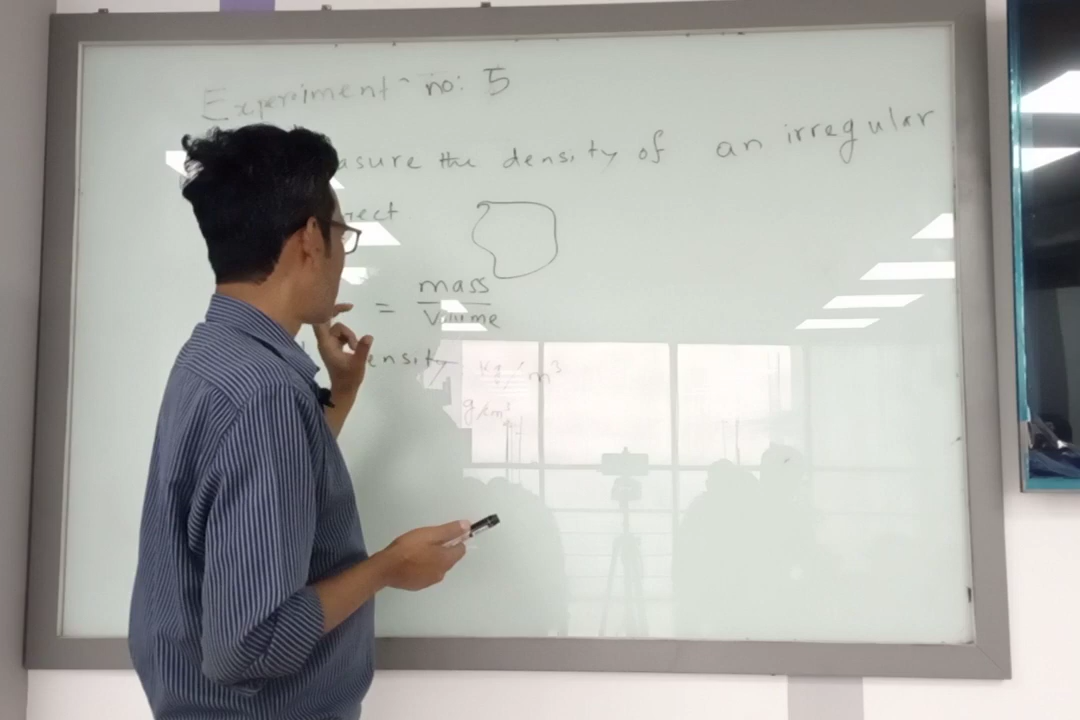 Experiment no: 5
asure the density of an irregular
ect
= mass
Volume
ensity kg/m³
g/cm³